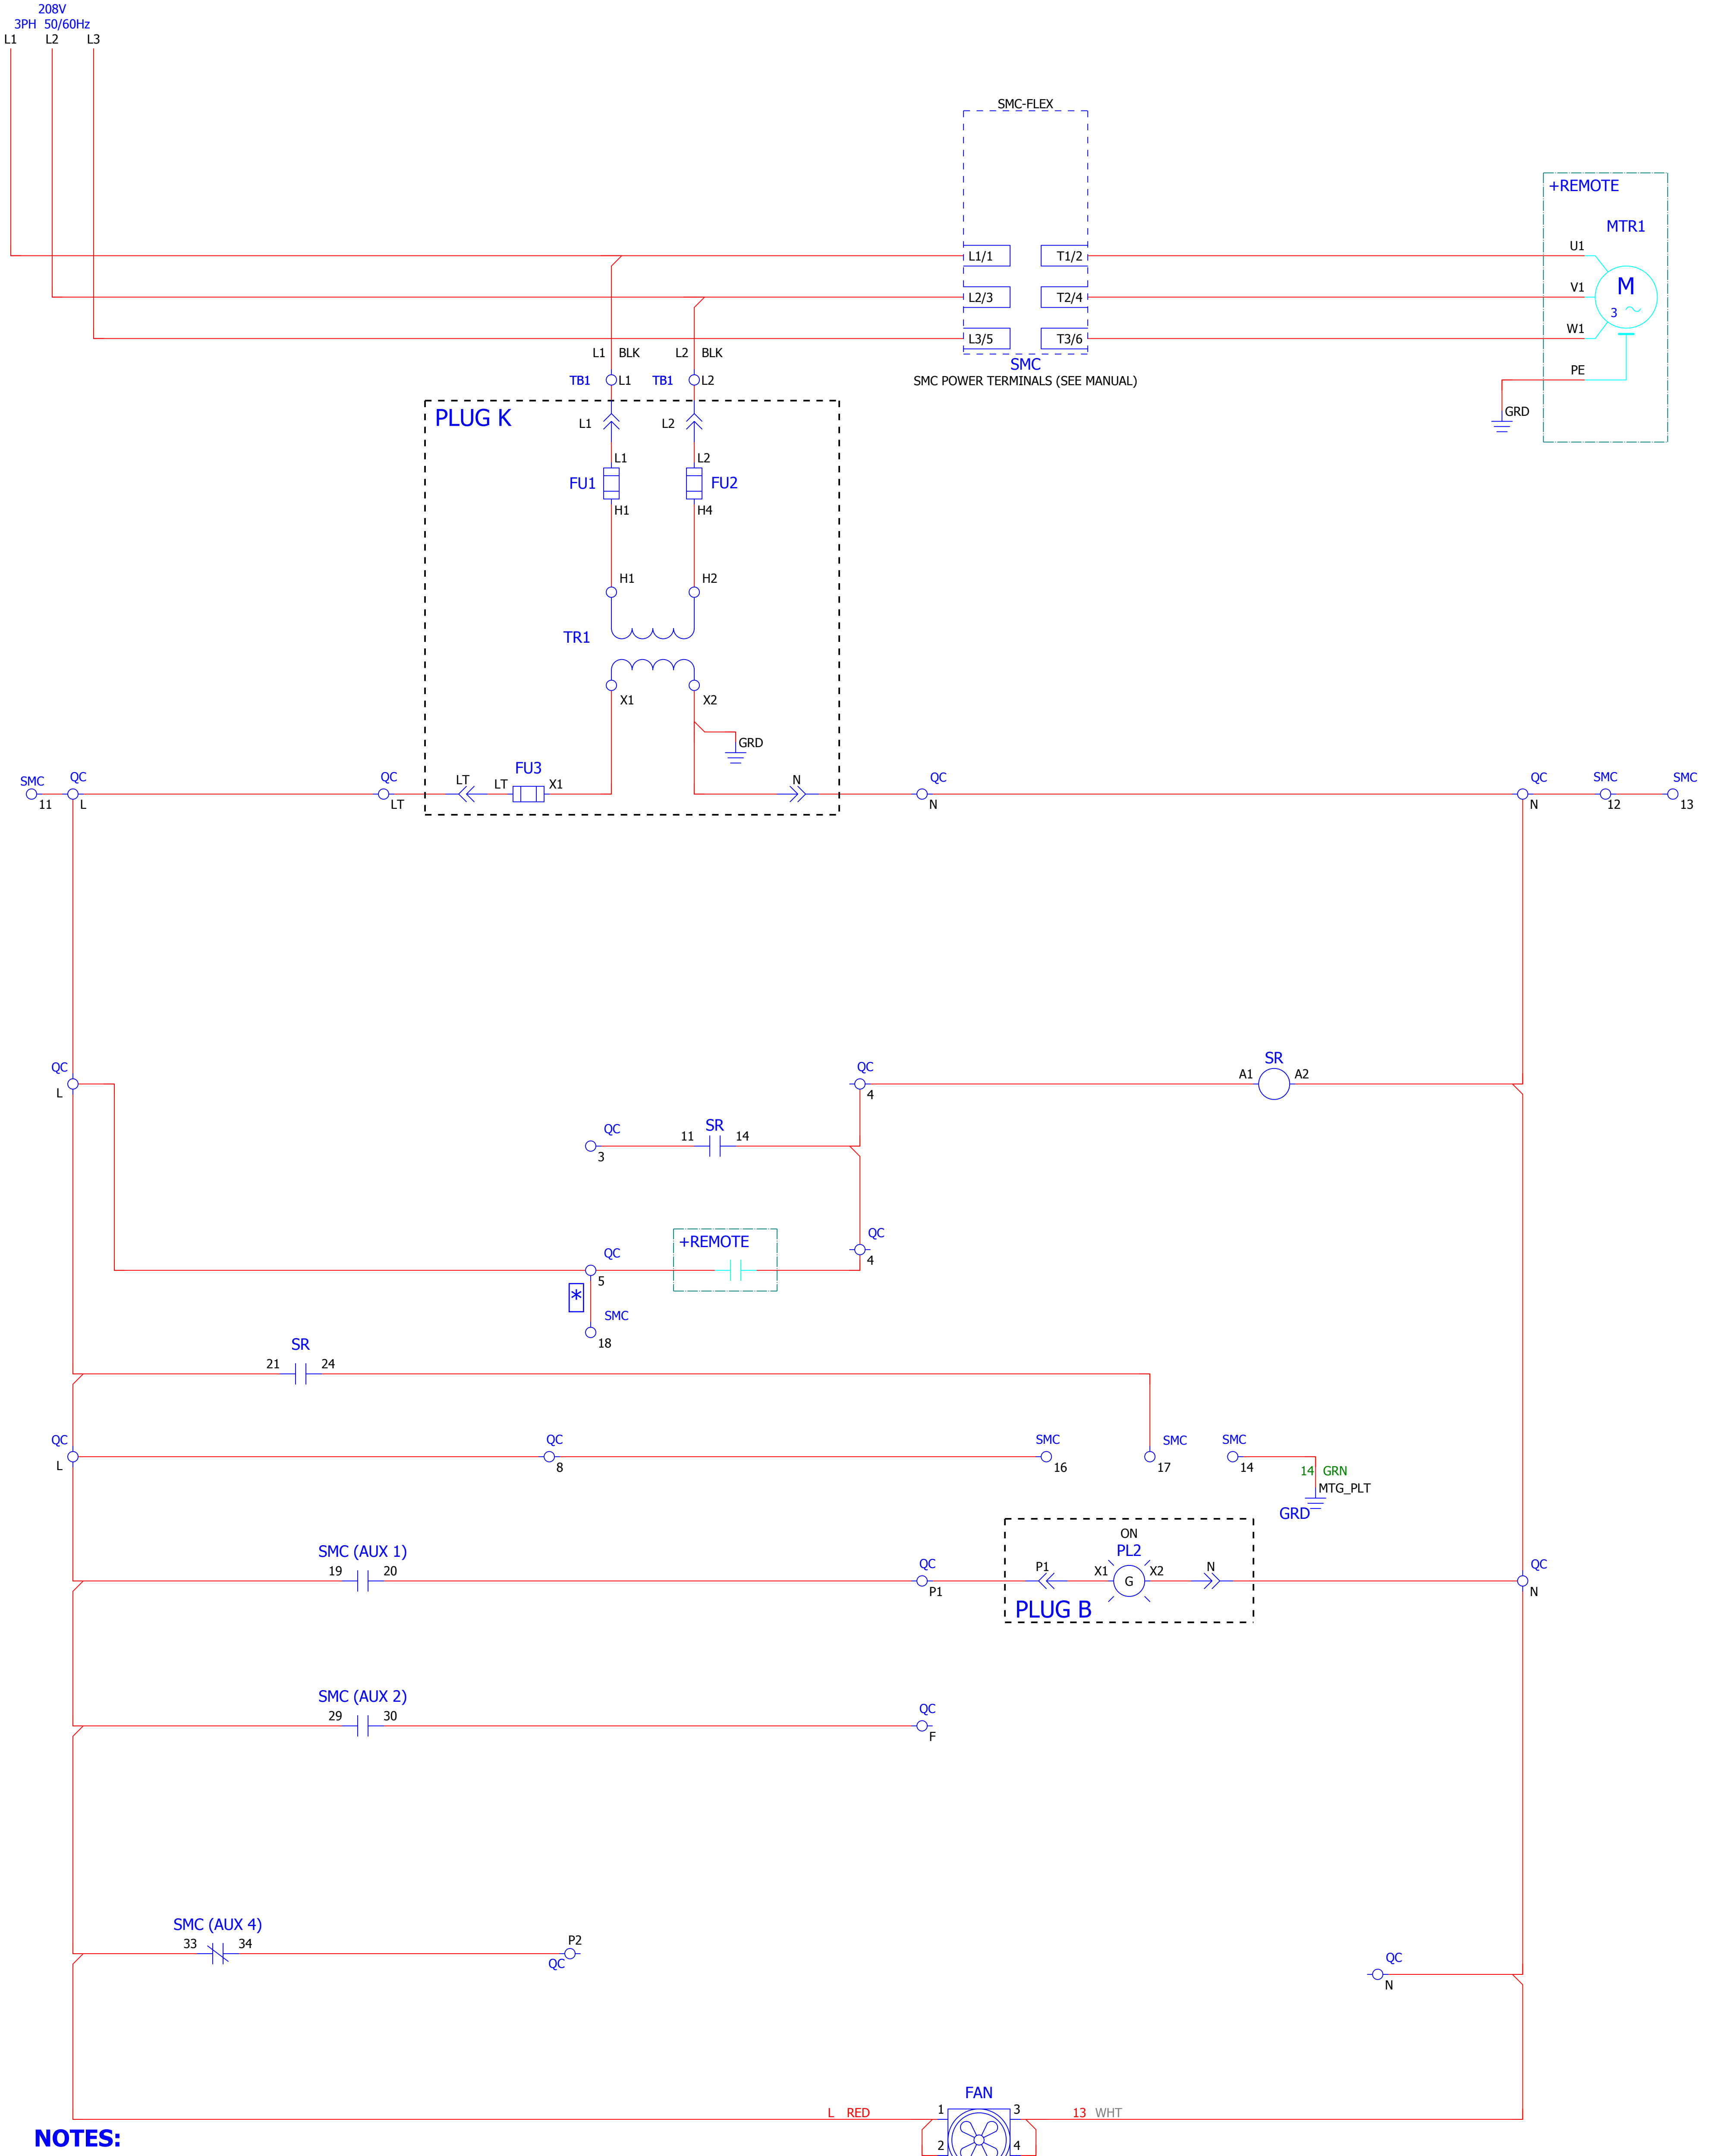 208V
3PH 50/60Hz
L1 L2 L3
SMC-FLEX
+REMOTE
MTR1
L1/1 T1/2 U1
L2/3 T2/4 V1
M
3
L3/5 T3/6 W1
L1 BLK L2 BLK
SMC
SMC POWER TERMINALS (SEE MANUAL)
PE
TB1 L1 TB1 L2
GRD
PLUG K
L1 L2
L1 L2
FU1 FU2
H1 H4
H1 H2
TR1
X1 X2
GRD
FU3
SMC QC QC LT LT X1 N QC QC SMC SMC
11 L LT N N 12 13
QC QC SR
L 4 A1 A2
QC SR
3 11 14
+REMOTE
QC QC
5 4
*
SMC
18
SR
21 24
QC QC SMC SMC SMC
L 8 16 17 14
14 GRN
MTG_PLT
GRD
ON
SMC (AUX 1) PL2
19 20 QC P1 X1 G X2 N QC
P1 N
PLUG B
SMC (AUX 2)
29 30 QC
F
SMC (AUX 4)
33 34 P2
QC
QC
N
FAN
L RED 1 3 13 WHT
2 4
NOTES: